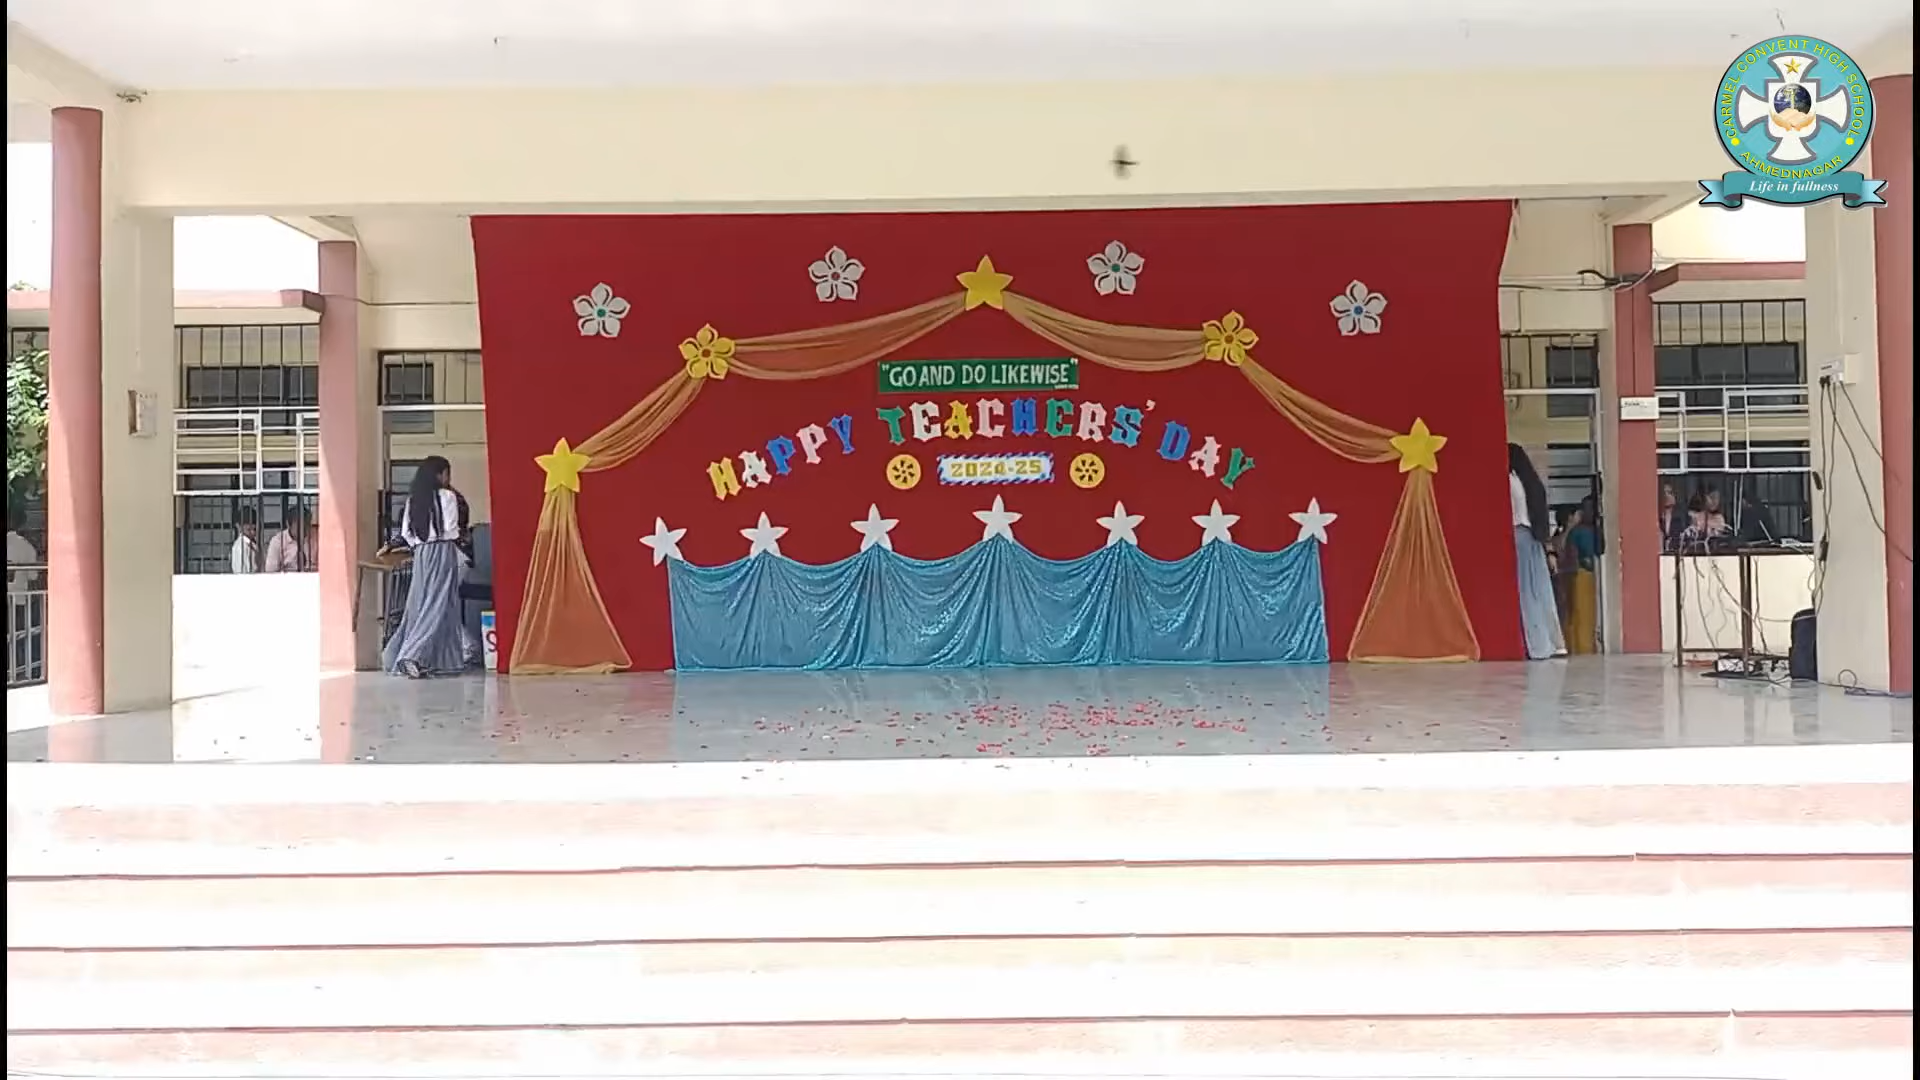 CARMEL CONVENT HIGH SCHOOL
AHMEDNAGAR
Life in fullness
"GO AND DO LIKEWISE"
HAPPY TEACHERS' DAY
2024-25
S